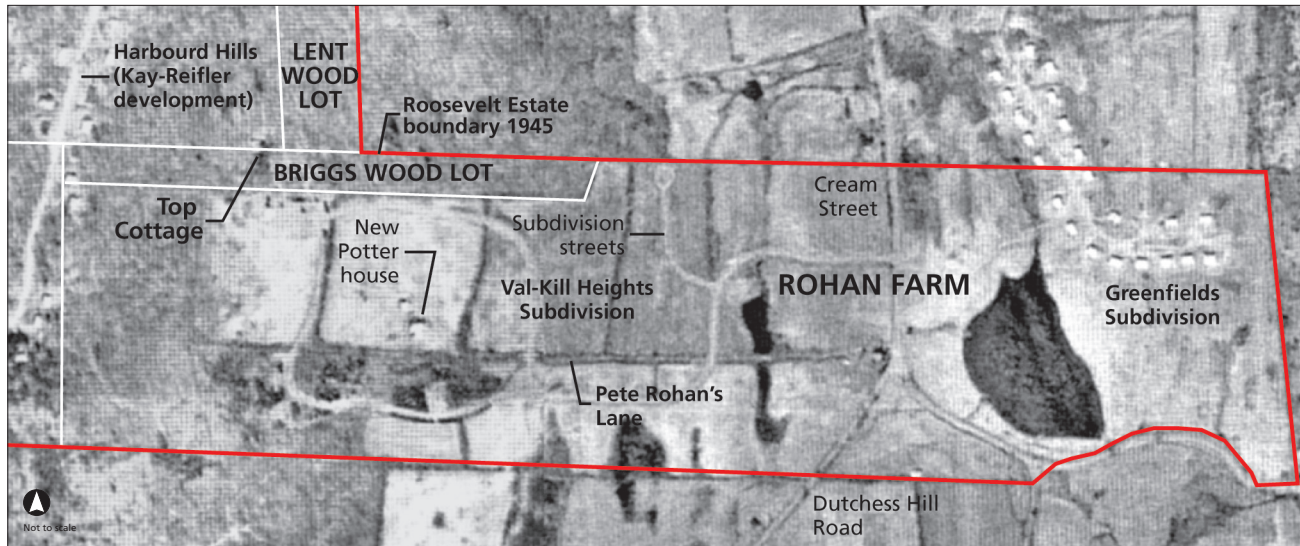 Harbourd Hills
(Kay-Reifler
development)
LENT
WOOD
LOT
Roosevelt Estate
boundary 1945
BRIGGS WOOD LOT
Top
Cottage
New
Potter
house
Subdivision
streets
Cream
Street
Val-Kill Heights
Subdivision
ROHAN FARM
Greenfields
Subdivision
Pete Rohan's
Lane
Dutchess Hill
Road
Not to scale